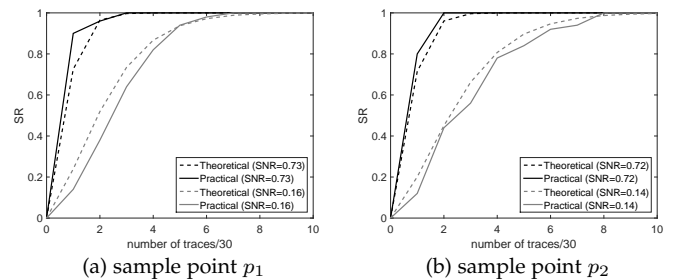 1
0.8
0.6
0.4
0.2
0
SR
Theoretical (SNR=0.73)
Practical (SNR=0.73)
Theoretical (SNR=0.16)
Practical (SNR=0.16)
0 2 4 6 8 10
number of traces/30
(a) sample point p₁
1
0.8
0.6
0.4
0.2
0
SR
Theoretical (SNR=0.72)
Practical (SNR=0.72)
Theoretical (SNR=0.14)
Practical (SNR=0.14)
0 2 4 6 8 10
number of traces/30
(b) sample point p₂